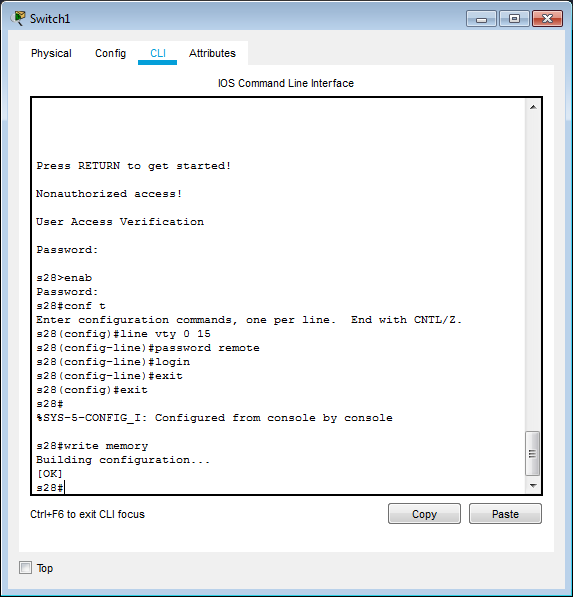 Switch1
Physical Config CLI Attributes
IOS Command Line Interface
Press RETURN to get started!
Nonauthorized access!
User Access Verification
Password:
s28>enab
Password:
s28#conf t
Enter configuration commands, one per line.  End with CNTL/Z.
s28(config)#line vty 0 15
s28(config-line)#password remote
s28(config-line)#login
s28(config-line)#exit
s28(config)#exit
s28#
%SYS-5-CONFIG_I: Configured from console by console
s28#write memory
Building configuration...
[OK]
s28#
Ctrl+F6 to exit CLI focus Copy Paste
Top